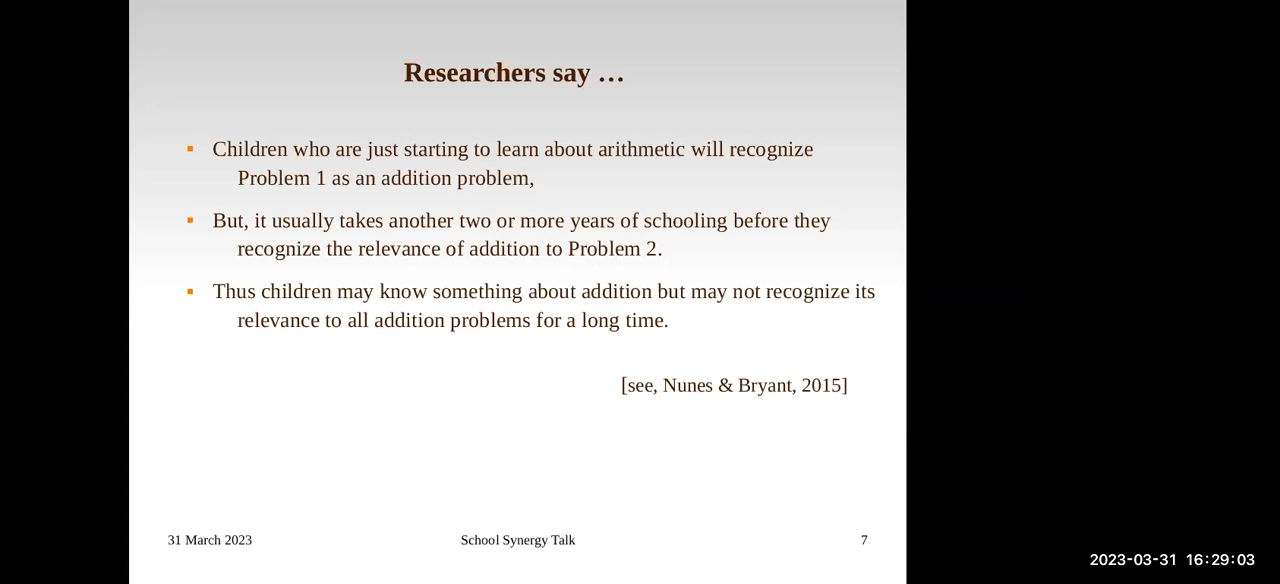 Researchers say …
▪ Children who are just starting to learn about arithmetic will recognize
Problem 1 as an addition problem,
▪ But, it usually takes another two or more years of schooling before they
recognize the relevance of addition to Problem 2.
▪ Thus children may know something about addition but may not recognize its
relevance to all addition problems for a long time.
[see, Nunes & Bryant, 2015]
31 March 2023 School Synergy Talk 7
2023-03-31 16:29:03